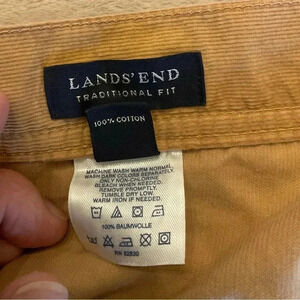 LANDS' END
TRADITIONAL FIT
100% COTTON
MACHINE WASH WARM NORMAL.
WASH DARK COLORS SEPARATELY.
ONLY NON-CHLORINE
BLEACH WHEN NEEDED.
REMOVE PROMPTLY.
TUMBLE DRY LOW.
WARM IRON IF NEEDED.
100% BAUMWOLLE